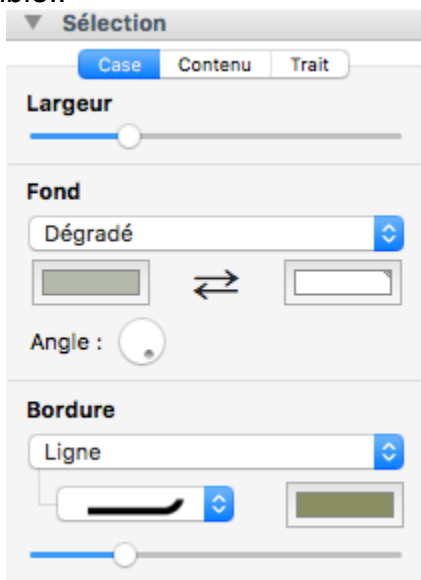 Sélection
Case Contenu Trait
Largeur
Fond
Dégradé
Angle :
Bordure
Ligne